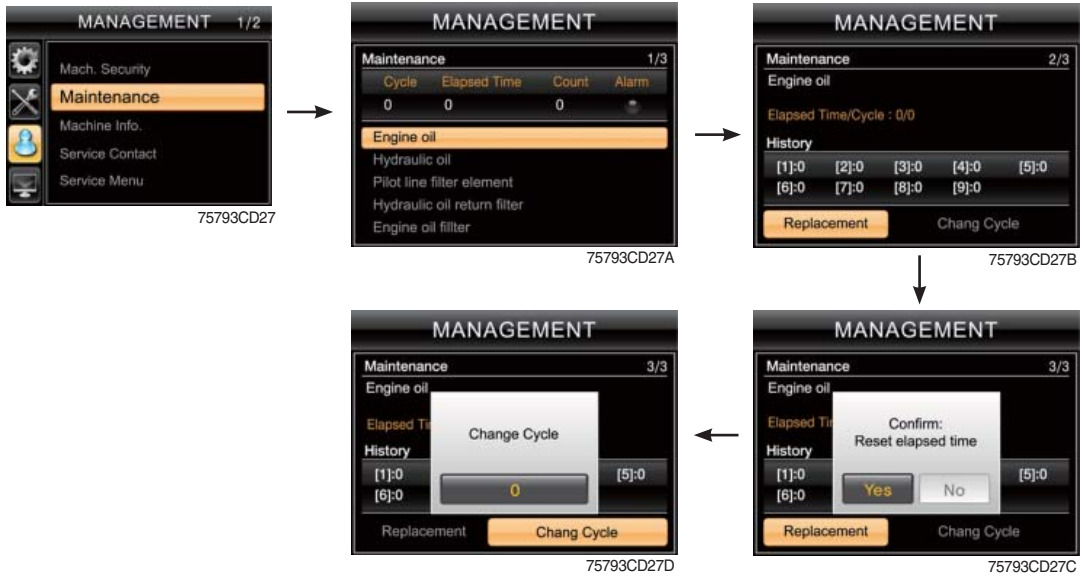 MANAGEMENT 1/2
Mach. Security
Maintenance
Machine Info.
Service Contact
Service Menu
75793CD27
MANAGEMENT
Maintenance 1/3
Cycle Elapsed Time Count Alarm
0 0 0
Engine oil
Hydraulic oil
Pilot line filter element
Hydraulic oil return filter
Engine oil fillter
75793CD27A
MANAGEMENT
Maintenance 2/3
Engine oil
Elapsed Time/Cycle : 0/0
History
[1]:0 [2]:0 [3]:0 [4]:0 [5]:0
[6]:0 [7]:0 [8]:0 [9]:0
Replacement Chang Cycle
75793CD27B
MANAGEMENT
Maintenance 3/3
Engine oil
Elapsed Ti
Change Cycle
History
[1]:0 [5]:0
[6]:0
0
Replacement Chang Cycle
75793CD27D
MANAGEMENT
Maintenance 3/3
Engine oil
Elapsed Tir
Confirm:
Reset elapsed time
History
[1]:0 [5]:0
[6]:0
Yes No
Replacement Chang Cycle
75793CD27C